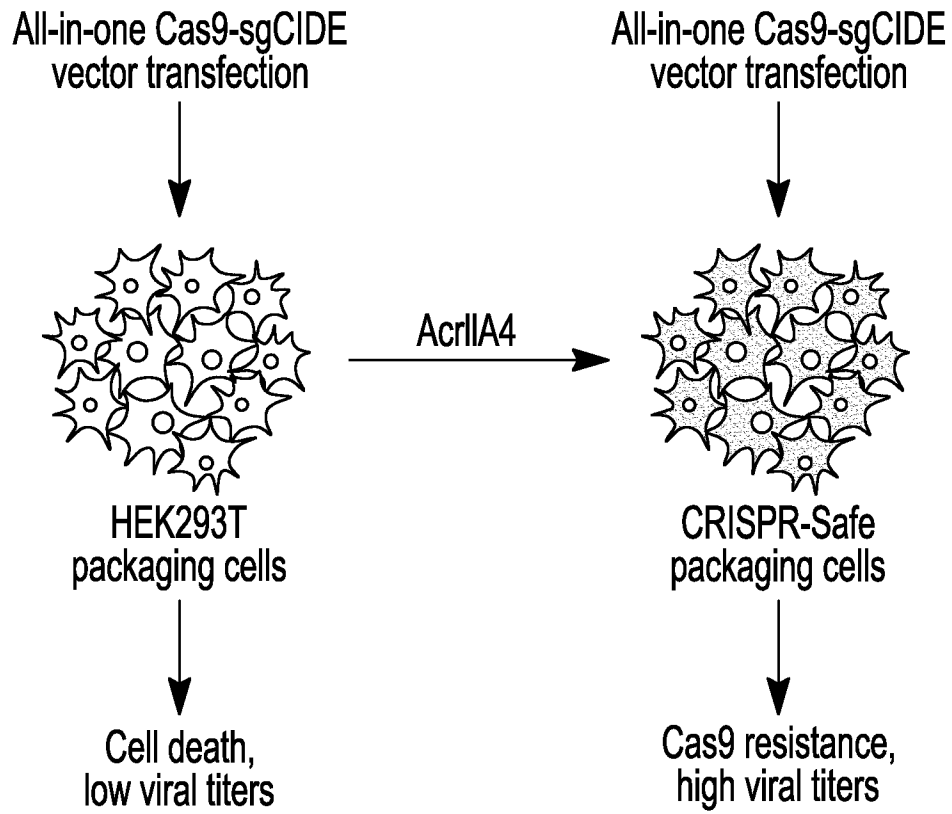 All-in-one Cas9-sgCIDE
vector transfection
All-in-one Cas9-sgCIDE
vector transfection
AcrIIA4
HEK293T
packaging cells
CRISPR-Safe
packaging cells
Cell death,
low viral titers
Cas9 resistance,
high viral titers